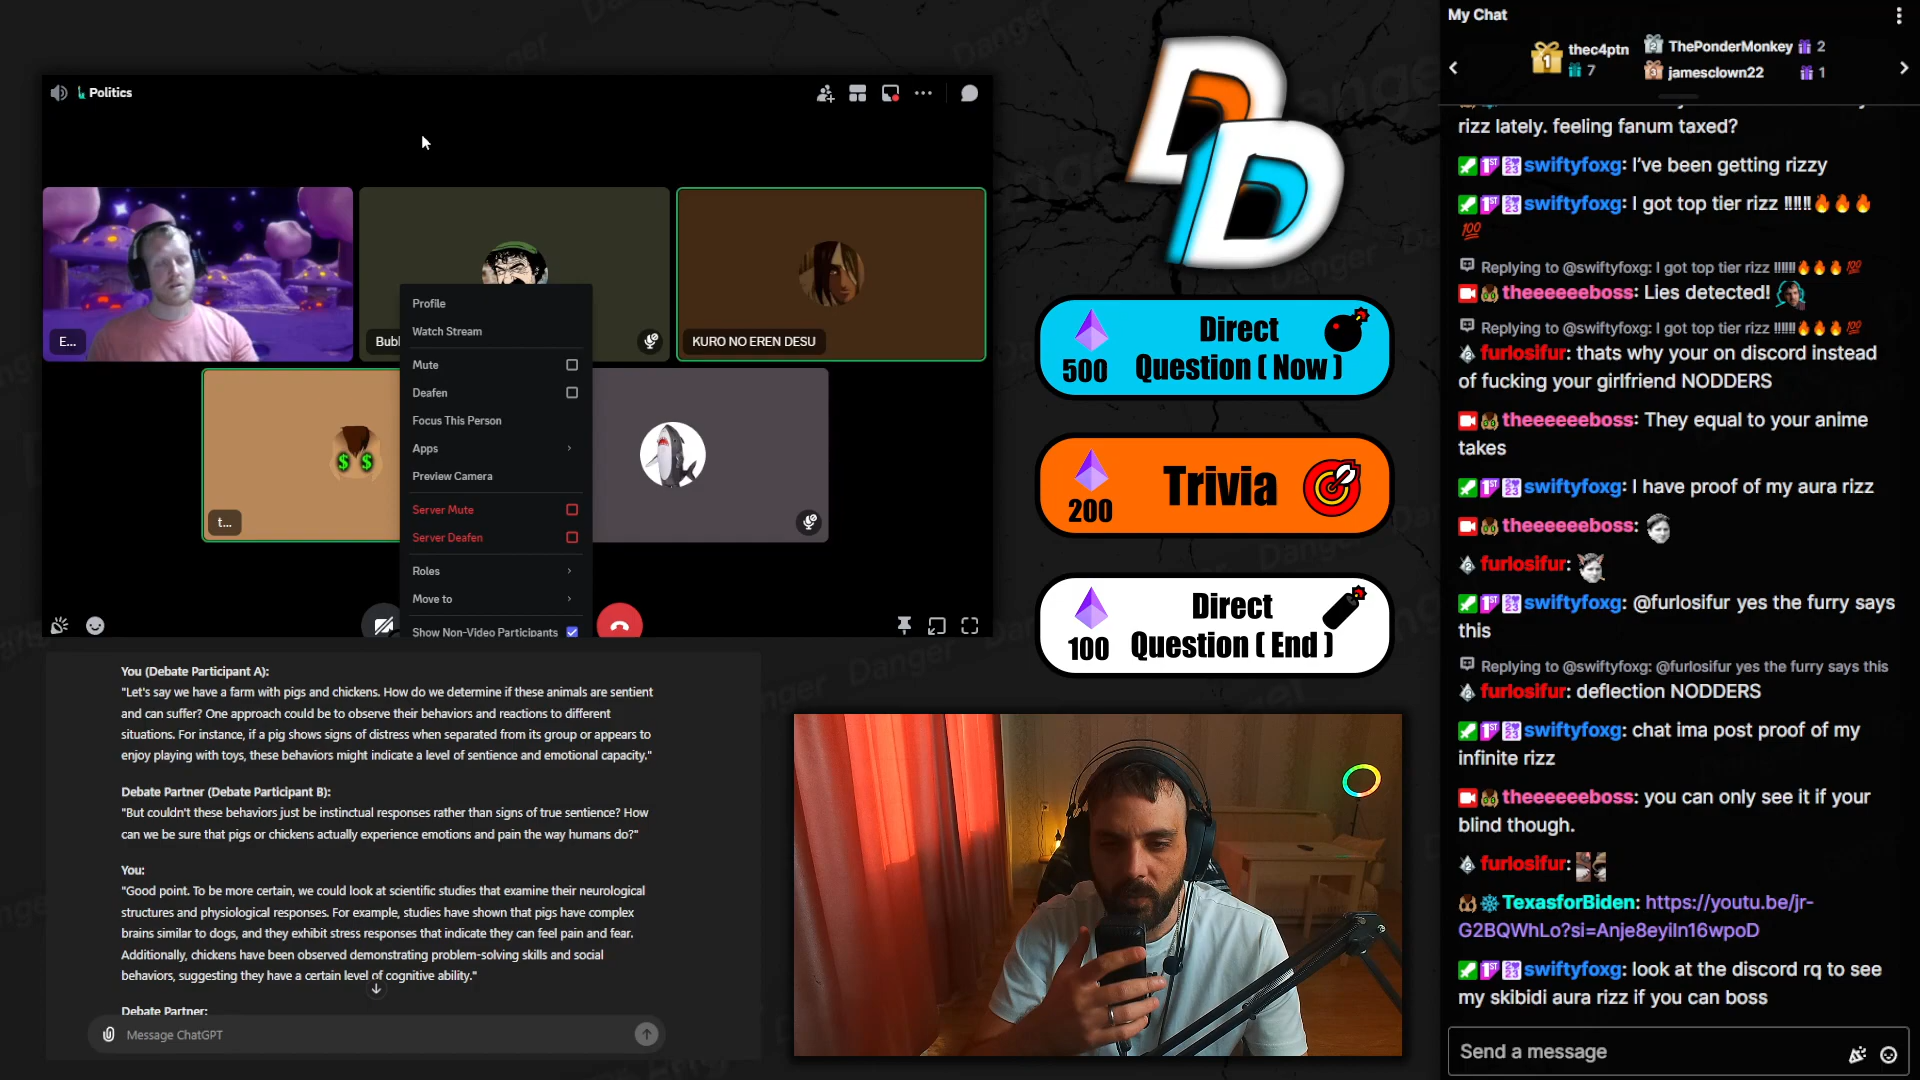 Politics
E...
Bubl
KURO NO EREN DESU
t...
Profile
Watch Stream
Mute
Deafen
Focus This Person
Apps
Preview Camera
Server Mute
Server Deafen
Roles
Move to
Show Non-Video Participants
You (Debate Participant A):
"Let's say we have a farm with pigs and chickens. How do we determine if these animals are sentient
and can suffer? One approach could be to observe their behaviors and reactions to different
situations. For instance, if a pig shows signs of distress when separated from its group or appears to
enjoy playing with toys, these behaviors might indicate a level of sentience and emotional capacity."
Debate Partner (Debate Participant B):
"But couldn't these behaviors just be instinctual responses rather than signs of true sentience? How
can we be sure that pigs or chickens actually experience emotions and pain the way humans do?"
You:
"Good point. To be more certain, we could look at scientific studies that examine their neurological
structures and physiological responses. For example, studies have shown that pigs have complex
brains similar to dogs, and they exhibit stress responses that indicate they can feel pain and fear.
Additionally, chickens have been observed demonstrating problem-solving skills and social
behaviors, suggesting they have a certain level of cognitive ability."
Debate Partner:
Message ChatGPT
DD
500
Direct
Question ( Now )
200
Trivia
100
Direct
Question ( End )
My Chat
1 thec4ptn
7
2 ThePonderMonkey 2
3 jamesclown22 1
rizz lately. feeling fanum taxed?
swiftyfoxg: I've been getting rizzy
swiftyfoxg: I got top tier rizz !!!!!!🔥🔥🔥
💯
Replying to @swiftyfoxg: I got top tier rizz !!!!!!🔥🔥🔥💯
theeeeeeboss: Lies detected!
Replying to @swiftyfoxg: I got top tier rizz !!!!!!🔥🔥🔥💯
furlosifur: thats why your on discord instead
of fucking your girlfriend NODDERS
theeeeeeboss: They equal to your anime
takes
swiftyfoxg: I have proof of my aura rizz
theeeeeeboss:
furlosifur:
swiftyfoxg: @furlosifur yes the furry says
this
Replying to @swiftyfoxg: @furlosifur yes the furry says this
furlosifur: deflection NODDERS
swiftyfoxg: chat ima post proof of my
infinite rizz
theeeeeeboss: you can only see it if your
blind though.
furlosifur:
TexasforBiden: https://youtu.be/jr-
G2BQWhLo?si=Anje8eyiln16wpoD
swiftyfoxg: look at the discord rq to see
my skibidi aura rizz if you can boss
Send a message